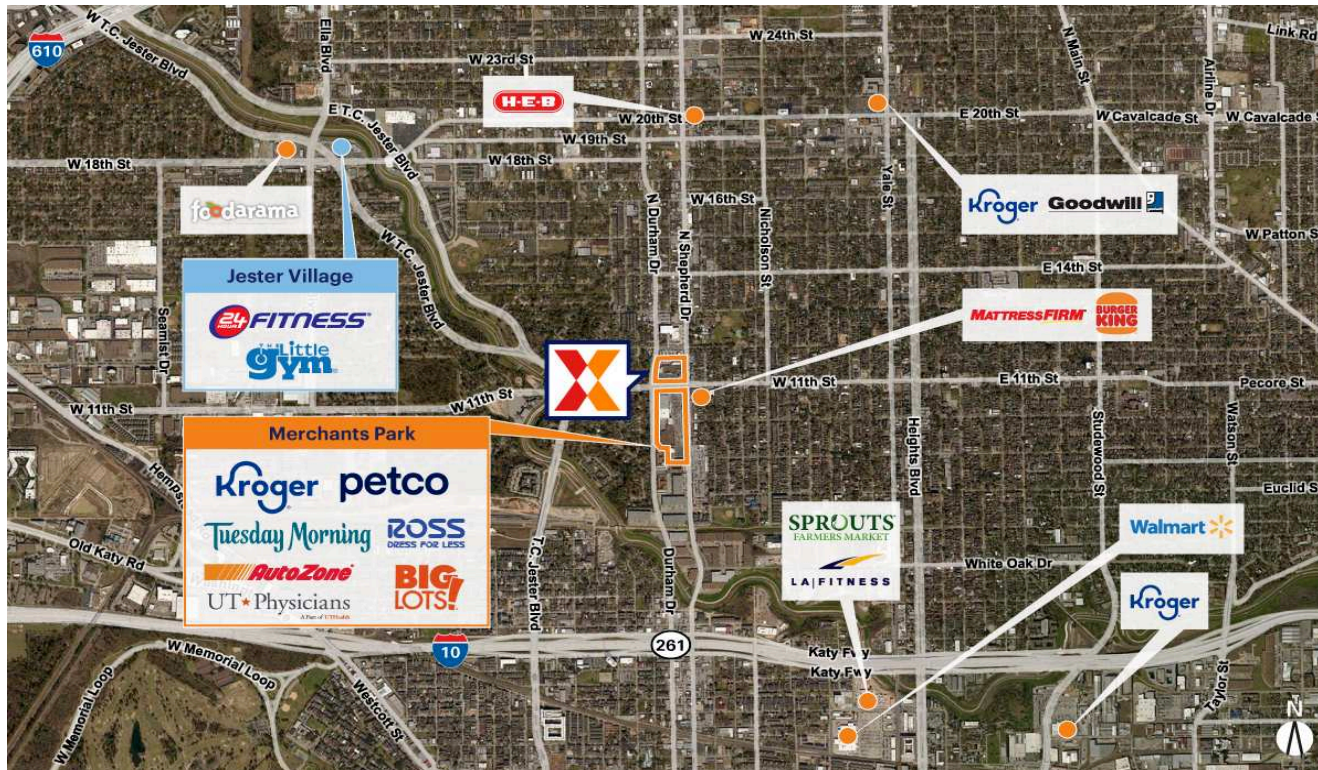 W T.C. Jester Blvd
610
Ella Blvd
W 24th St
N Main St
Link Rd
W 23rd St
Airline Dr
H-E-B
E T.C. Jester Blvd
W 20th St
E 20th St
W Cavalcade St
W Cavalcade St
W 19th St
W 18th St
W 18th St
foodarama
N Durham Dr
W 16th St
Nicholson St
Yale St
Kroger Goodwill
W Patton St
N Shepherd Dr
E 14th St
W T.C. Jester Blvd
Jester Village
24 HOUR FITNESS
THE Little gym
Seamist Dr
MATTRESS FIRM
BURGER KING
W 11th St
E 11th St
Pecore St
W 11th St
W 11th St
Merchants Park
Kroger petco
Tuesday Morning
ROSS
DRESS FOR LESS
AutoZone
BIG LOTS!
UT Physicians
A Part of UTHealth
Old Katy Rd
T.C. Jester Blvd
Durham Dr
Heights Blvd
Studewood St
Watson St
Euclid S
SPROUTS
FARMERS MARKET
LA|FITNESS
White Oak Dr
Walmart
Kroger
W Memorial Loop
W Memorial Loop
10
261
Katy Fwy
Katy Fwy
Westcott St
Taylor St
N